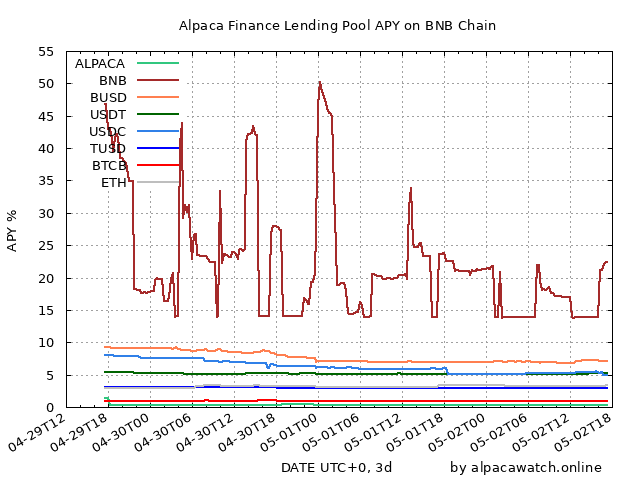 Alpaca Finance Lending Pool APY on BNB Chain
APY %
55
50
45
40
35
30
25
20
15
10
5
0
ALPACA
BNB
BUSD
USDT
USDC
TUSD
BTCB
ETH
04-29T12
04-29T18
04-30T00
04-30T06
04-30T12
04-30T18
05-01T00
05-01T06
05-01T12
05-01T18
05-02T00
05-02T06
05-02T12
05-02T18
DATE UTC+0, 3d
by alpacawatch.online